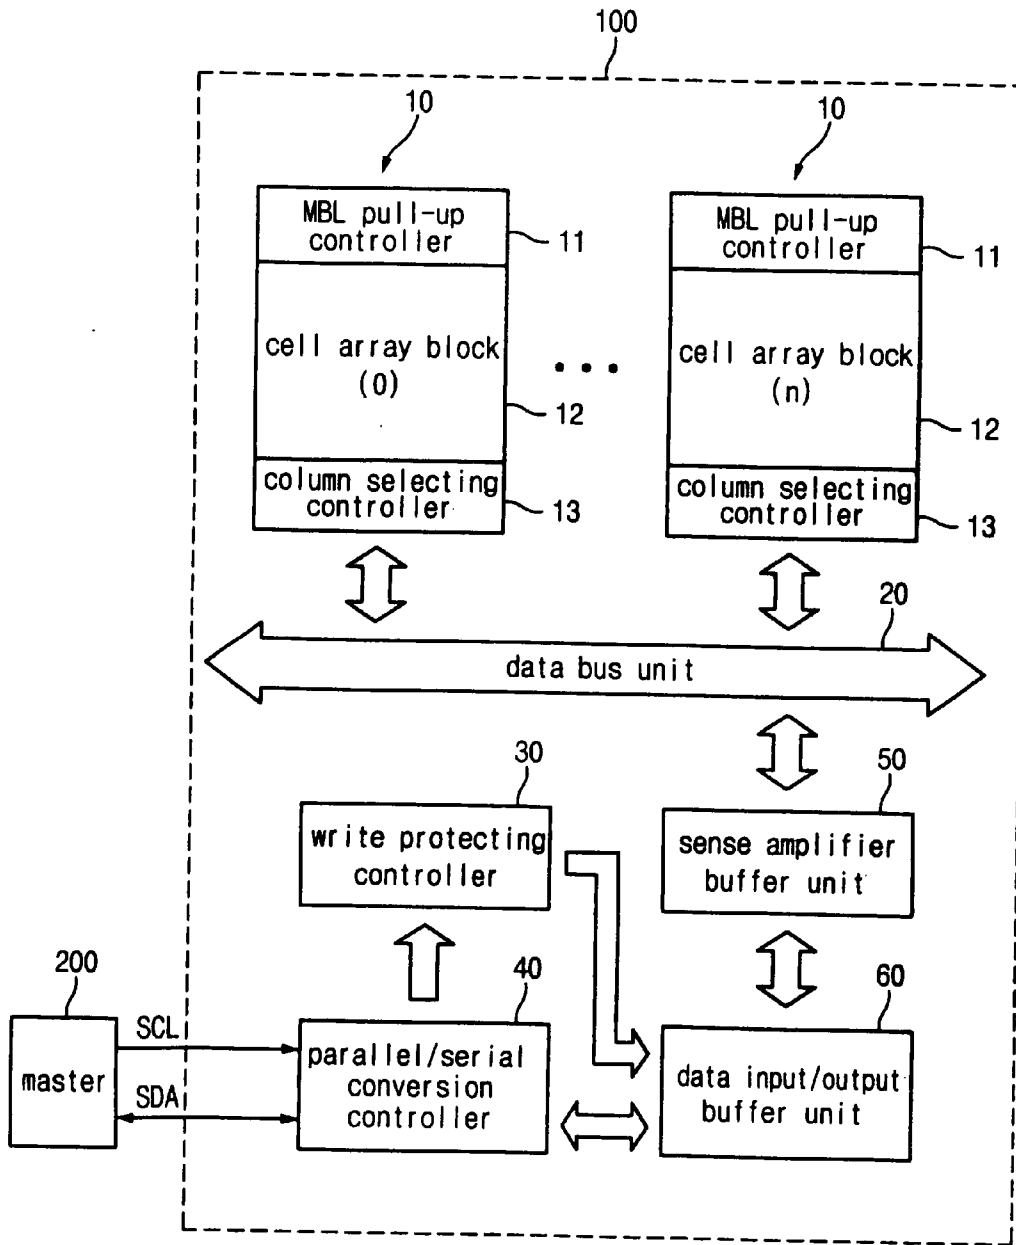 100
10
10
MBL pull-up
controller
11
MBL pull-up
controller
11
cell array block
(0)
12
cell array block
(n)
12
column selecting
controller
13
column selecting
controller
13
20
data bus unit
30
write protecting
controller
50
sense amplifier
buffer unit
200
master
SCL
SDA
40
parallel/serial
conversion
controller
60
data input/output
buffer unit